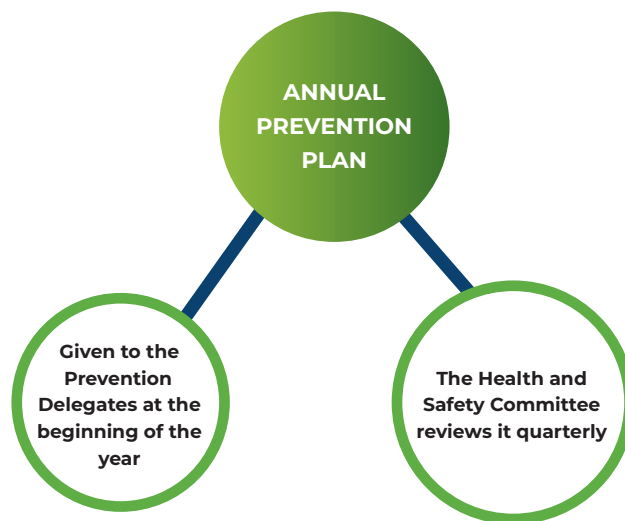 ANNUAL
PREVENTION
PLAN
Given to the
Prevention
Delegates at the
beginning of the
year
The Health and
Safety Committee
reviews it quarterly